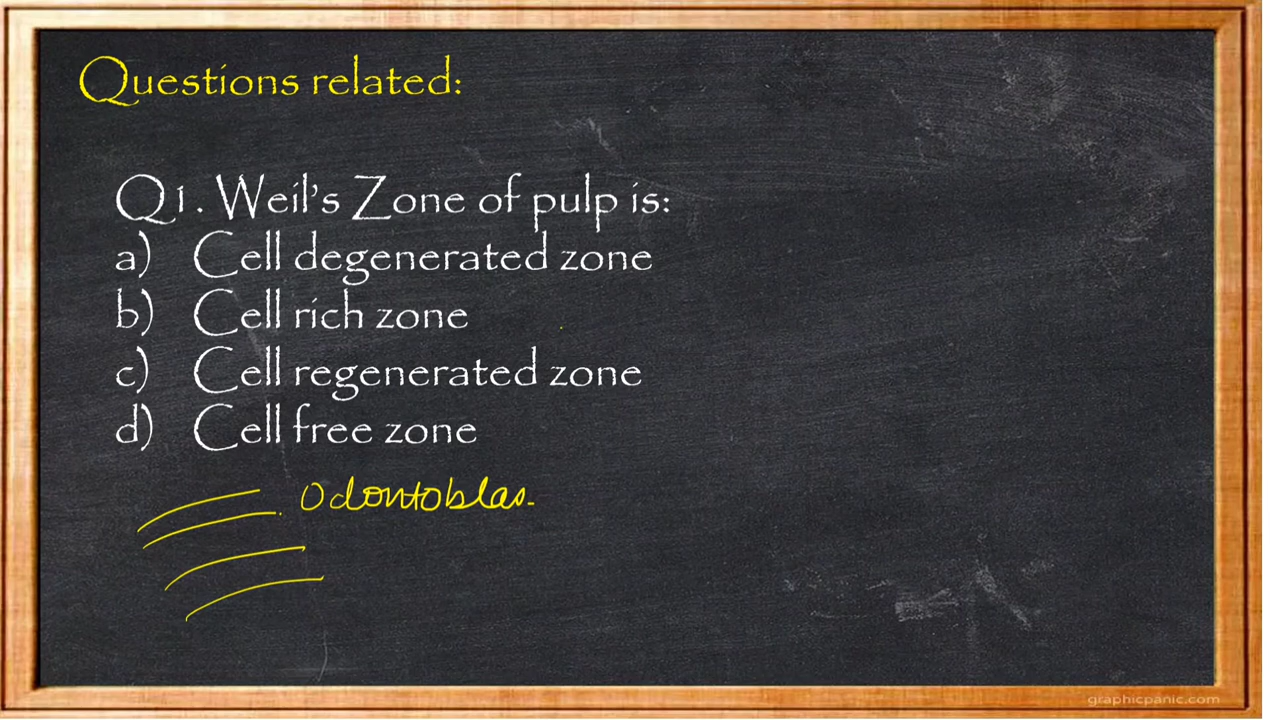 Questions related:
Q1. Weil's Zone of pulp is:
a) Cell degenerated zone
b) Cell rich zone
c) Cell regenerated zone
d) Cell free zone
Odontoblas-
graphicpanic.com